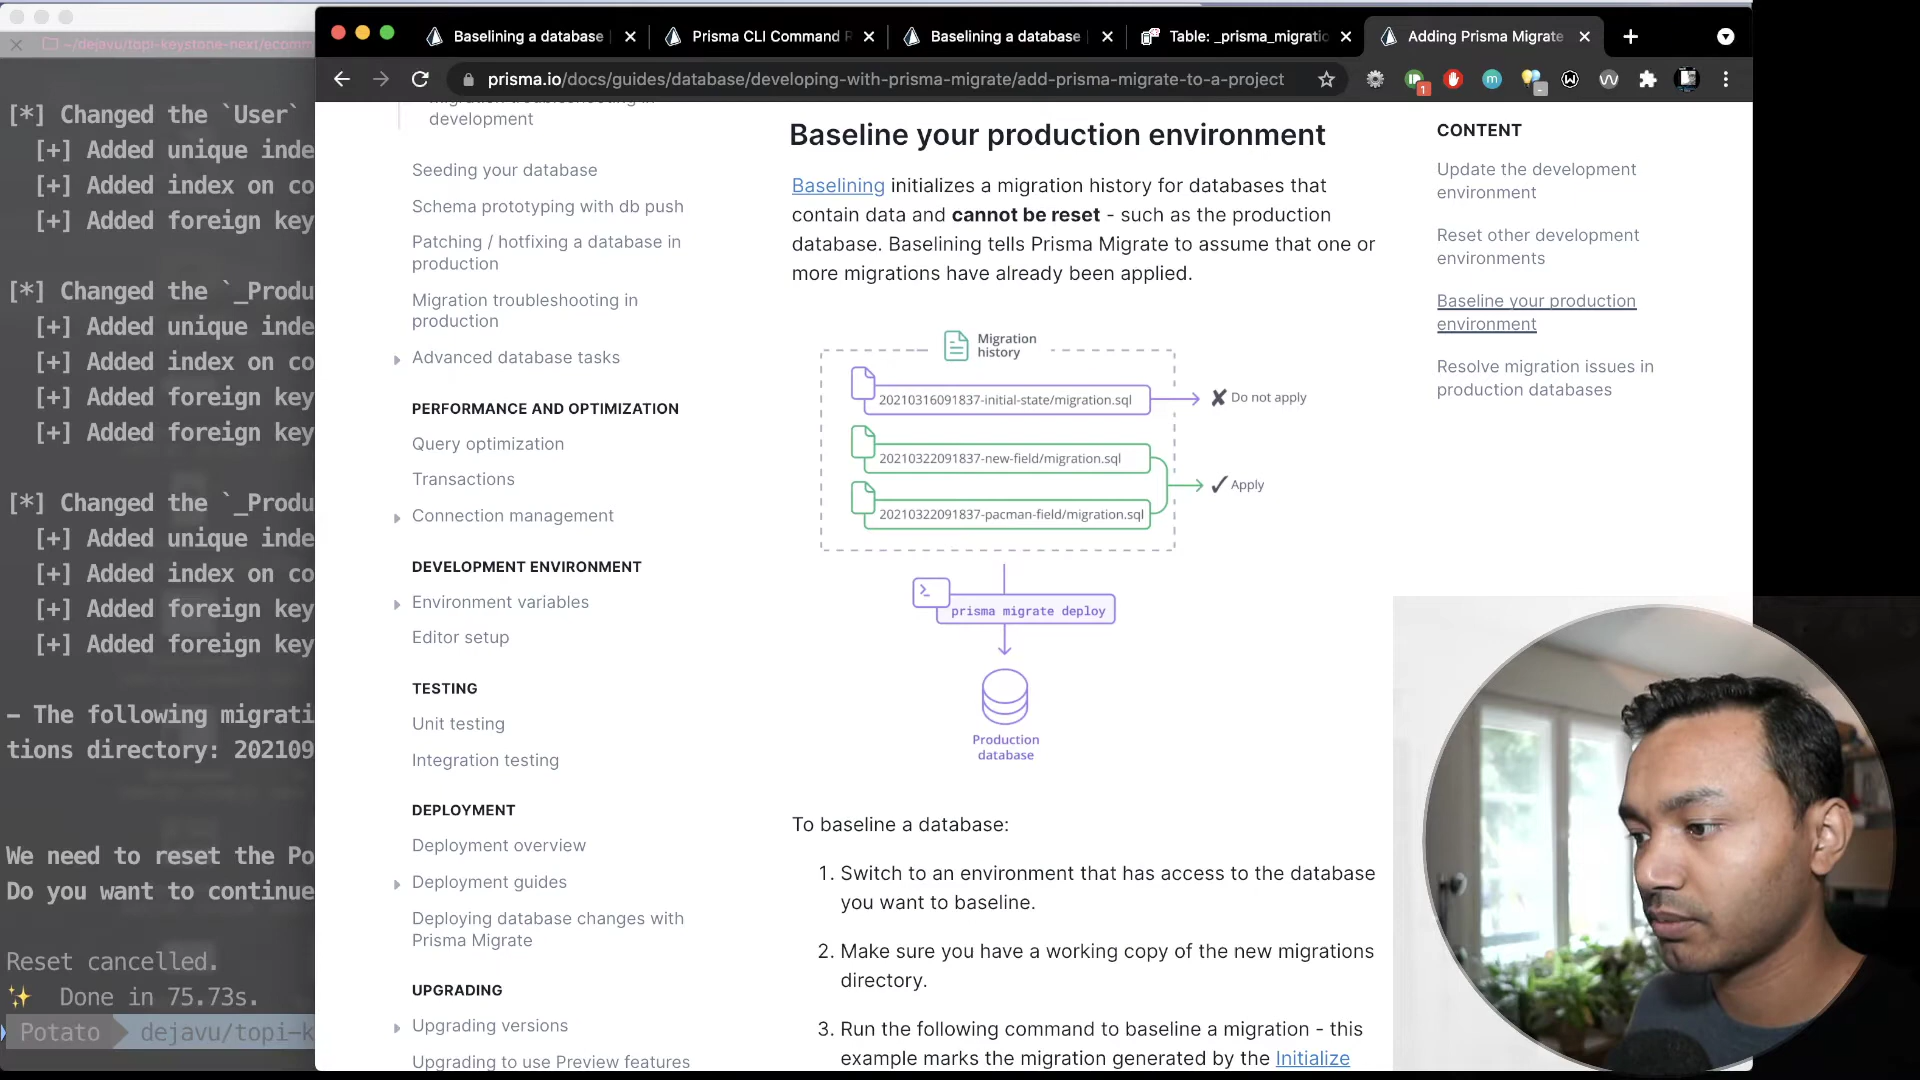 ~/dejavu/topi-keystone-next/ecomm
[*] Changed the `User`
[+] Added unique inde
[+] Added index on co
[+] Added foreign key
[*] Changed the `_Produ
[+] Added unique inde
[+] Added index on co
[+] Added foreign key
[+] Added foreign key
[*] Changed the `_Produ
[+] Added unique inde
[+] Added index on co
[+] Added foreign key
[+] Added foreign key
- The following migrati
tions directory: 202109
We need to reset the Po
Do you want to continue
Reset cancelled.
✨ Done in 75.73s.
Potato dejavu/topi-k
Baselining a database
Prisma CLI Command R
Baselining a database
Table: _prisma_migratio
Adding Prisma Migrate
prisma.io/docs/guides/database/developing-with-prisma-migrate/add-prisma-migrate-to-a-project
1
m
migration troubleshooting in
development
Seeding your database
Schema prototyping with db push
Patching / hotfixing a database in
production
Migration troubleshooting in
production
Advanced database tasks
PERFORMANCE AND OPTIMIZATION
Query optimization
Transactions
Connection management
DEVELOPMENT ENVIRONMENT
Environment variables
Editor setup
TESTING
Unit testing
Integration testing
DEPLOYMENT
Deployment overview
Deployment guides
Deploying database changes with
Prisma Migrate
UPGRADING
Upgrading versions
Upgrading to use Preview features
Baseline your production environment
Baselining initializes a migration history for databases that
contain data and cannot be reset - such as the production
database. Baselining tells Prisma Migrate to assume that one or
more migrations have already been applied.
Migration
history
20210316091837-initial-state/migration.sql
✘ Do not apply
20210322091837-new-field/migration.sql
20210322091837-pacman-field/migration.sql
✓ Apply
prisma migrate deploy
Production
database
To baseline a database:
1. Switch to an environment that has access to the database
you want to baseline.
2. Make sure you have a working copy of the new migrations
directory.
3. Run the following command to baseline a migration - this
example marks the migration generated by the Initialize
CONTENT
Update the development
environment
Reset other development
environments
Baseline your production
environment
Resolve migration issues in
production databases